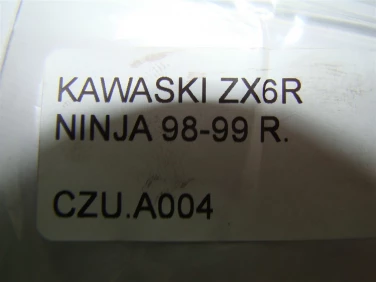 KAWASKI ZX6R
NINJA 98-99 R.
CZU.A004